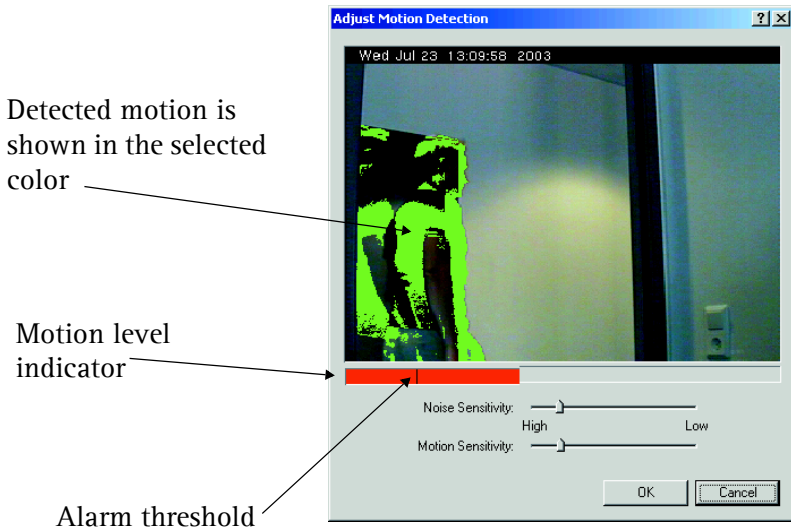 Adjust Motion Detection
Wed Jul 23 13:09:58 2003
Detected motion is
shown in the selected
color
Motion level
indicator
Noise Sensitivity:
High Low
Motion Sensitivity:
OK Cancel
Alarm threshold